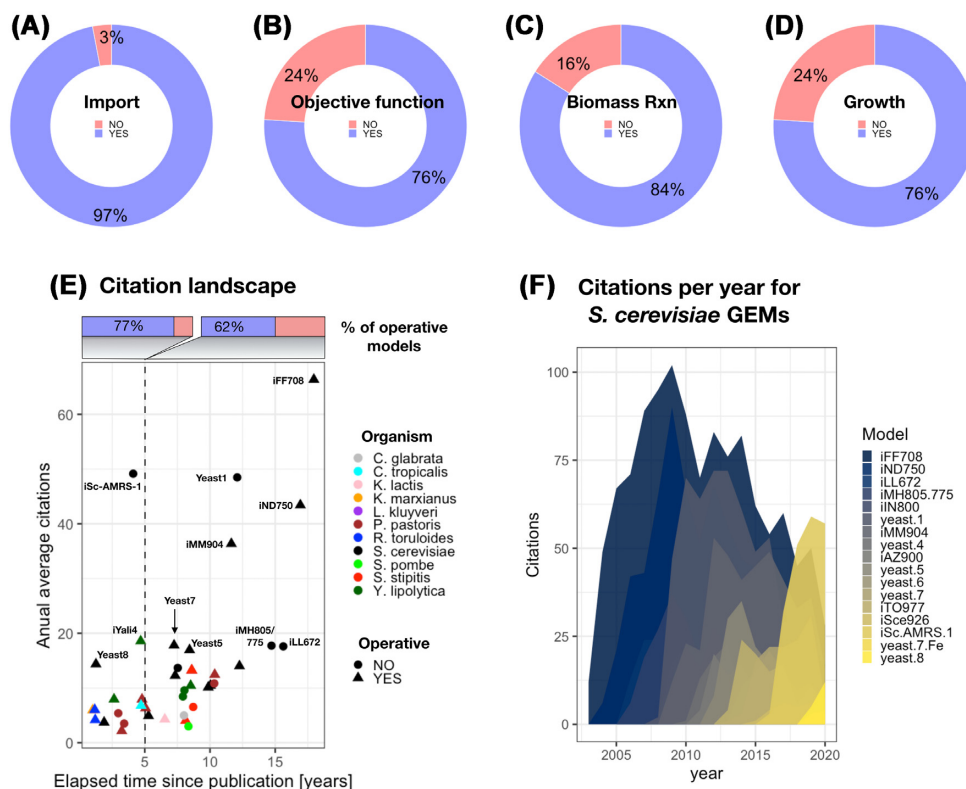 (A)
3%
Import
NO
YES
97%
(B)
24%
Objective function
NO
YES
76%
(C)
16%
Biomass Rxn
NO
YES
84%
(D)
24%
Growth
NO
YES
76%
(E) Citation landscape
77%
62%
% of operative
models
iFF708
iSc-AMRS-1
Yeast1
iND750
iMM904
Yeast7
iYali4
Yeast8
Yeast5
iMH805/
775
iLL672
60
40
20
0
Anual average citations
5
10
15
Elapsed time since publication [years]
Organism
C. glabrata
C. tropicalis
K. lactis
K. marxianus
L. kluyveri
P. pastoris
R. toruloides
S. cerevisiae
S. pombe
S. stipitis
Y. lipolytica
Operative
NO
YES
(F) Citations per year for
S. cerevisiae GEMs
100
75
50
25
0
Citations
2005
2010
2015
2020
year
Model
iFF708
iND750
iLL672
iMH805.775
iIN800
yeast.1
iMM904
yeast.4
iAZ900
yeast.5
yeast.6
yeast.7
iTO977
iSce926
iSc.AMRS.1
yeast.7.Fe
yeast.8